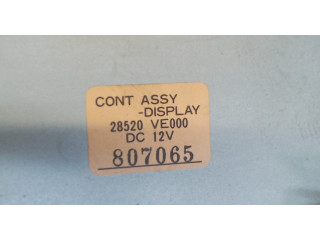 CONT ASSY
-DISPLAY
28520 VE000
DC 12V
807065